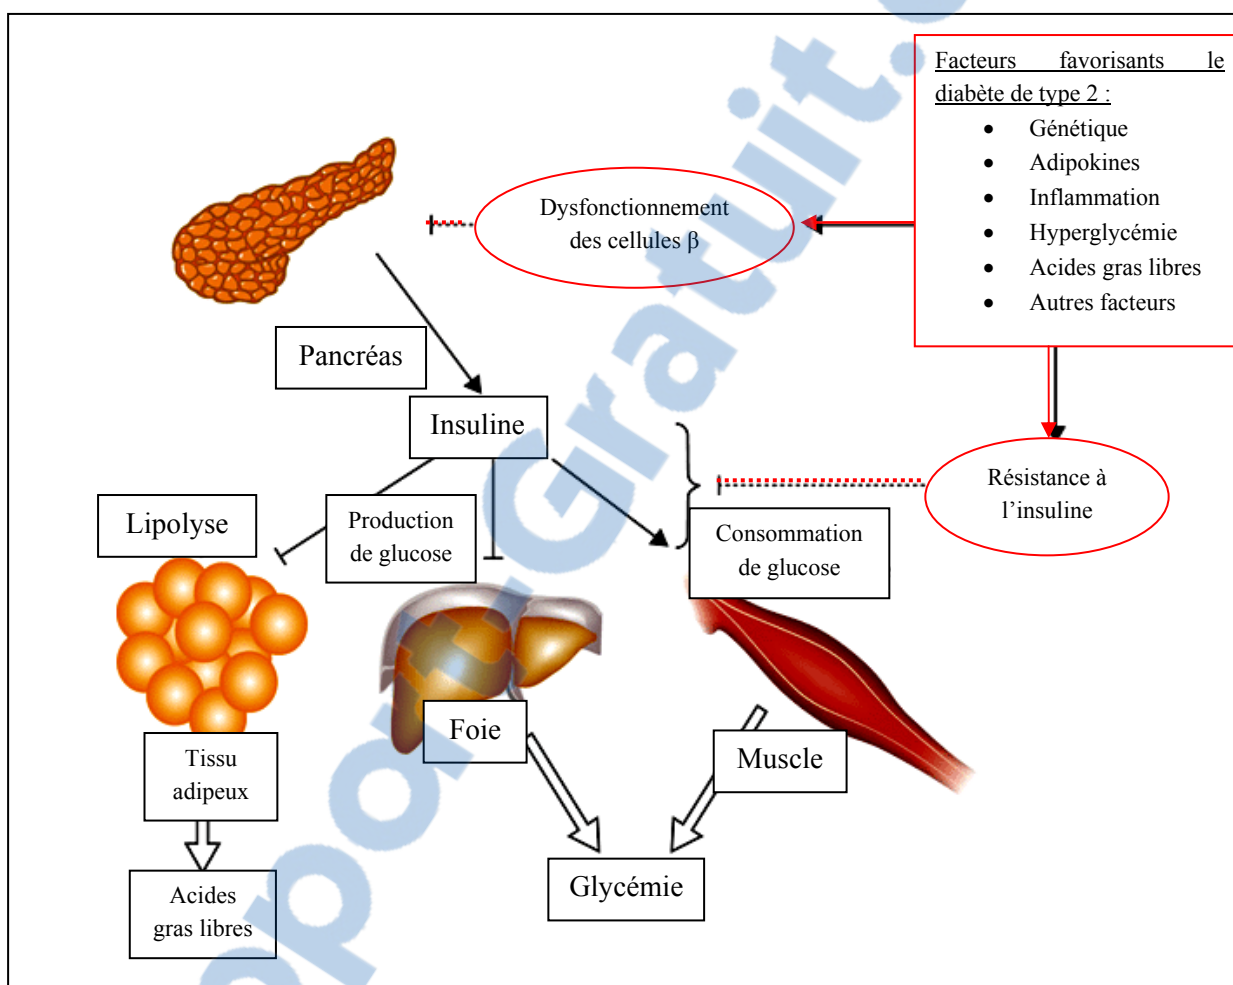 Facteurs favorisants le
diabète de type 2 :
• Génétique
• Adipokines
• Inflammation
• Hyperglycémie
• Acides gras libres
• Autres facteurs
Dysfonctionnement
des cellules β
Pancréas
Insuline
Résistance à
l’insuline
Lipolyse
Production
de glucose
Consommation
de glucose
Foie
Muscle
Tissu
adipeux
Glycémie
Acides
gras libres
pport-Gratuit.c